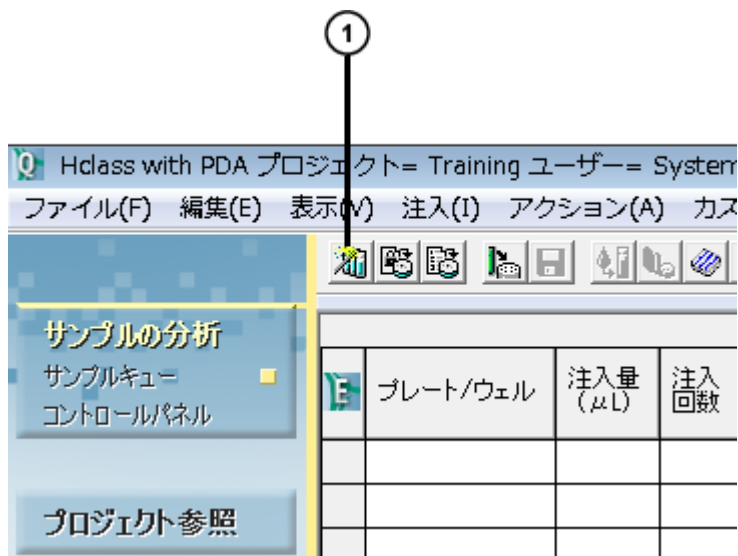 1
Hclass with PDA プロジェクト= Training ユーザー= System
ファイル(F) 編集(E) 表示(V) 注入(I) アクション(A) カス
サンプルの分析
サンプルキュー
コントロールパネル
プロジェクト参照
プレート/ウェル
注入量
(μL)
注入
回数